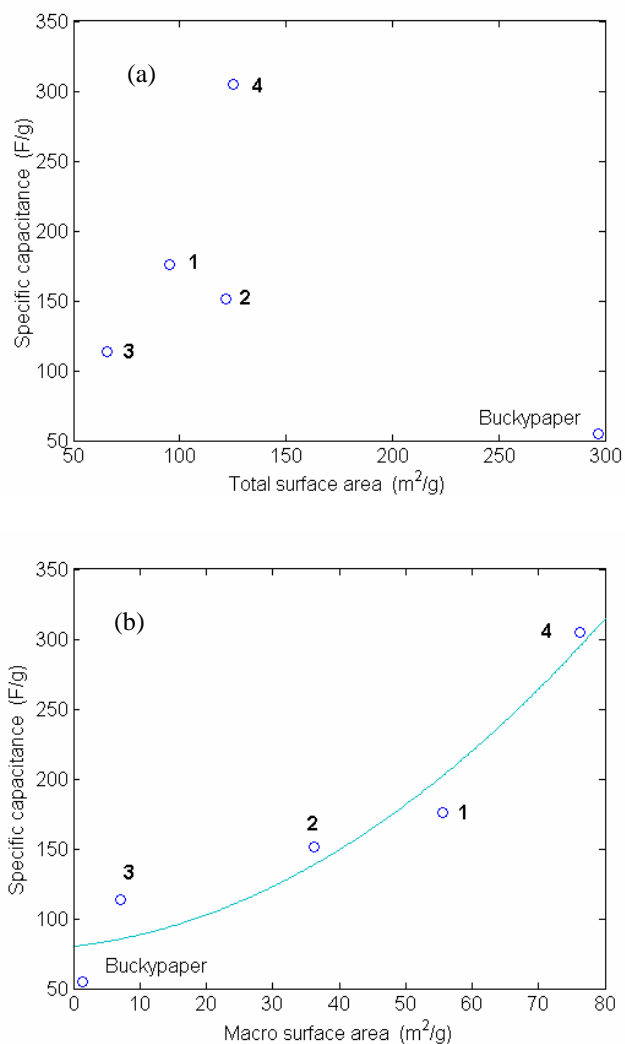 350
(a)
4
300
250
Specific capacitance (F/g)
200
1
150
2
3
100
Buckypaper
50
50 100 150 200 250 300
Total surface area (m²/g)
350
(b)
4
300
250
Specific capacitance (F/g)
200
1
2
150
3
100
Buckypaper
50
0 10 20 30 40 50 60 70 80
Macro surface area (m²/g)